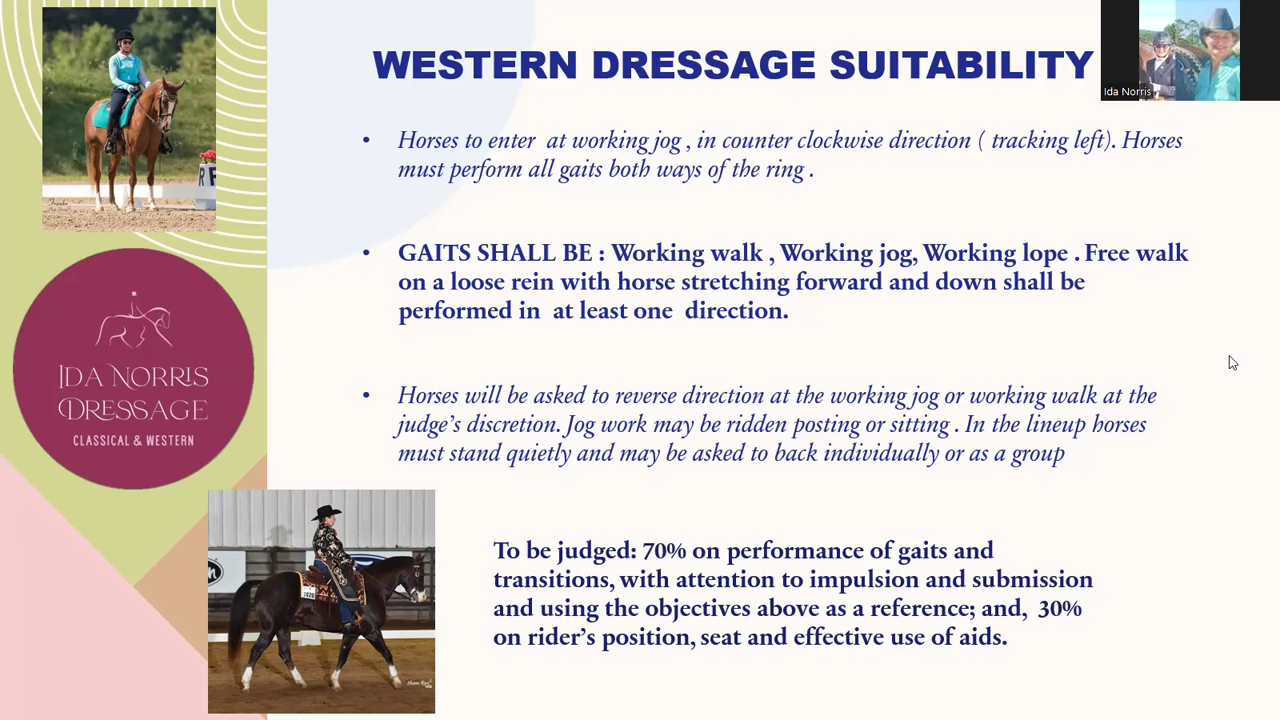 WESTERN DRESSAGE SUITABILITY
Ida Norris
• Horses to enter at working jog , in counter clockwise direction ( tracking left). Horses
must perform all gaits both ways of the ring .
• GAITS SHALL BE : Working walk , Working jog, Working lope . Free walk
on a loose rein with horse stretching forward and down shall be
performed in at least one direction.
IDA NORRIS
DRESSAGE
CLASSICAL & WESTERN
• Horses will be asked to reverse direction at the working jog or working walk at the
judge's discretion. Jog work may be ridden posting or sitting . In the lineup horses
must stand quietly and may be asked to back individually or as a group
To be judged: 70% on performance of gaits and
transitions, with attention to impulsion and submission
and using the objectives above as a reference; and, 30%
on rider's position, seat and effective use of aids.